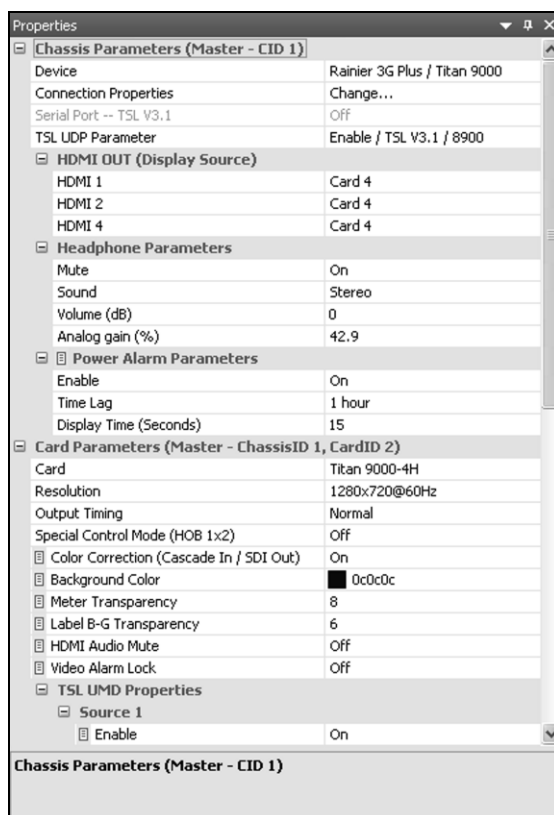 Properties
Chassis Parameters (Master - CID 1)
Device Rainier 3G Plus / Titan 9000
Connection Properties Change...
Serial Port -- TSL V3.1 Off
TSL UDP Parameter Enable / TSL V3.1 / 8900
HDMI OUT (Display Source)
HDMI 1 Card 4
HDMI 2 Card 4
HDMI 4 Card 4
Headphone Parameters
Mute On
Sound Stereo
Volume (dB) 0
Analog gain (%) 42.9
Power Alarm Parameters
Enable On
Time Lag 1 hour
Display Time (Seconds) 15
Card Parameters (Master - ChassisID 1, CardID 2)
Card Titan 9000-4H
Resolution 1280x720@60Hz
Output Timing Normal
Special Control Mode (HOB 1x2) Off
Color Correction (Cascade In / SDI Out) On
Background Color 0c0c0c
Meter Transparency 8
Label B-G Transparency 6
HDMI Audio Mute Off
Video Alarm Lock Off
TSL UMD Properties
Source 1
Enable On
Chassis Parameters (Master - CID 1)